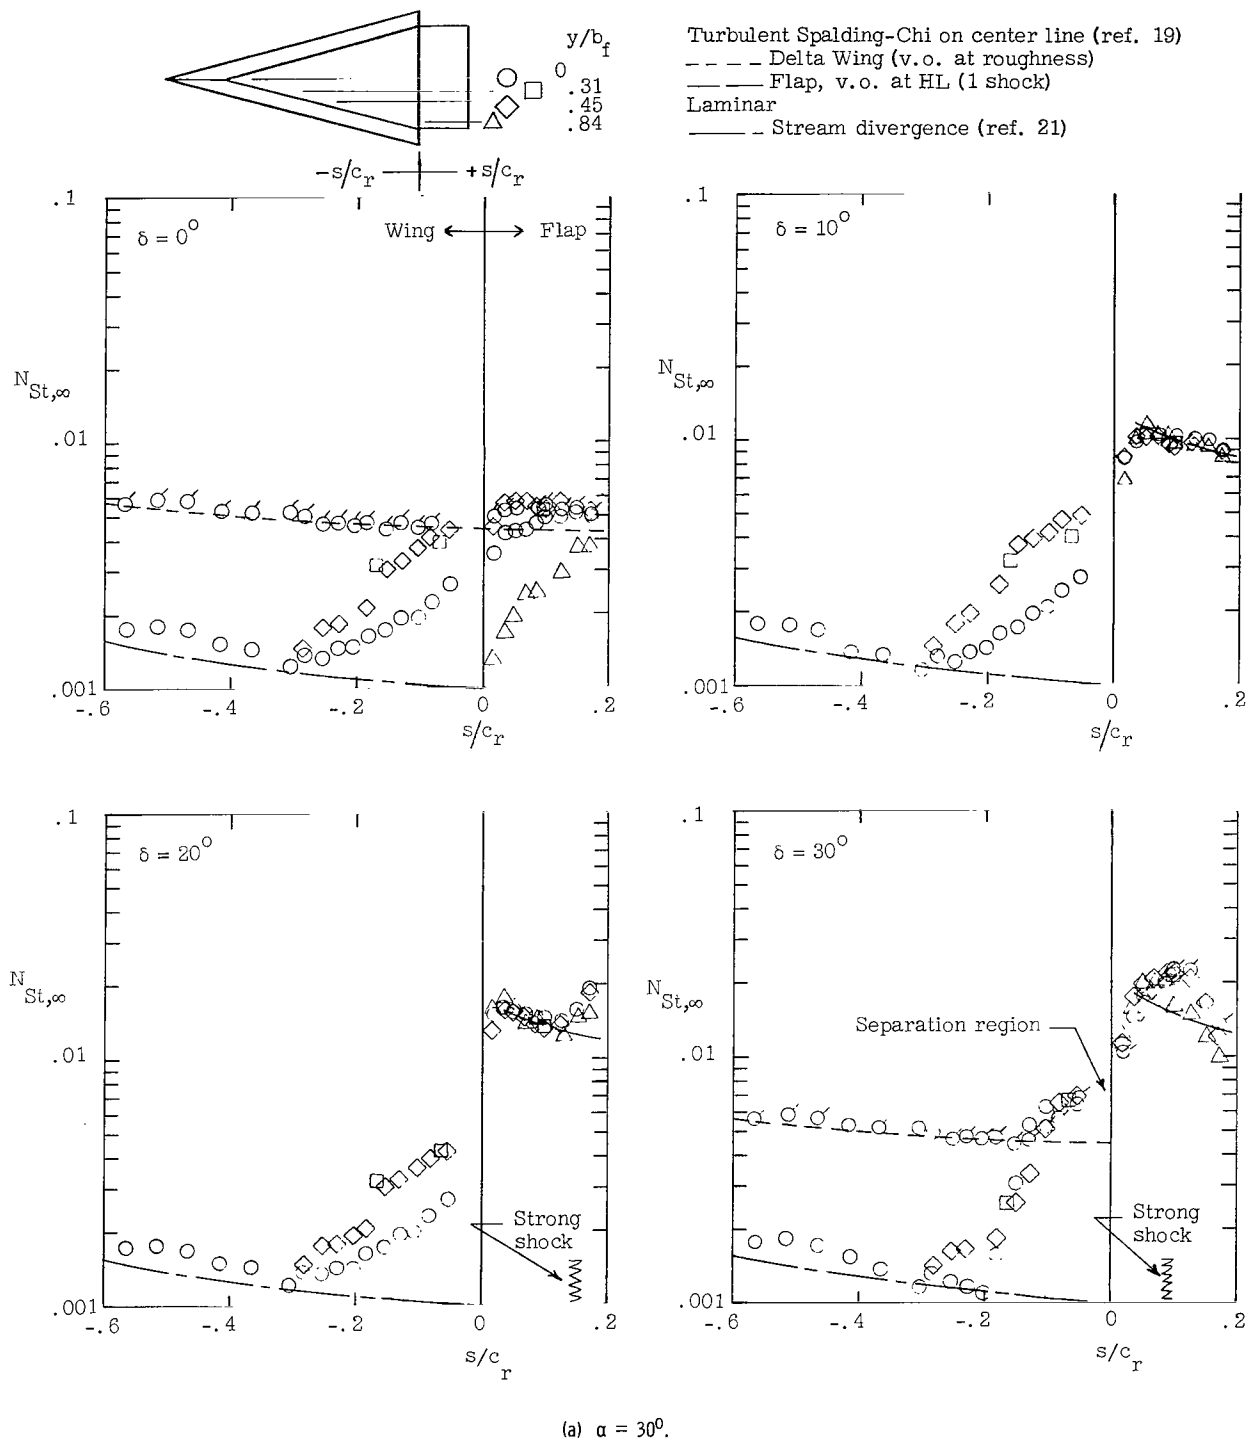 y/b_f
0
.31
.45
.84
Turbulent Spalding-Chi on center line (ref. 19)
Delta Wing (v.o. at roughness)
Flap, v.o. at HL (1 shock)
Laminar
Stream divergence (ref. 21)
-s/c_r +s/c_r
.1
δ = 0°
Wing Flap
N_St,∞
.01
.001
-.6 -.4 -.2 0 .2
s/c_r
.1
δ = 10°
N_St,∞
.01
.001
-.6 -.4 -.2 0 .2
s/c_r
.1
δ = 20°
N_St,∞
.01
Strong
shock
.001
-.6 -.4 -.2 0 .2
s/c_r
.1
δ = 30°
N_St,∞
Separation region
.01
Strong
shock
.001
-.6 -.4 -.2 0 .2
s/c_r
(a) α = 30°.